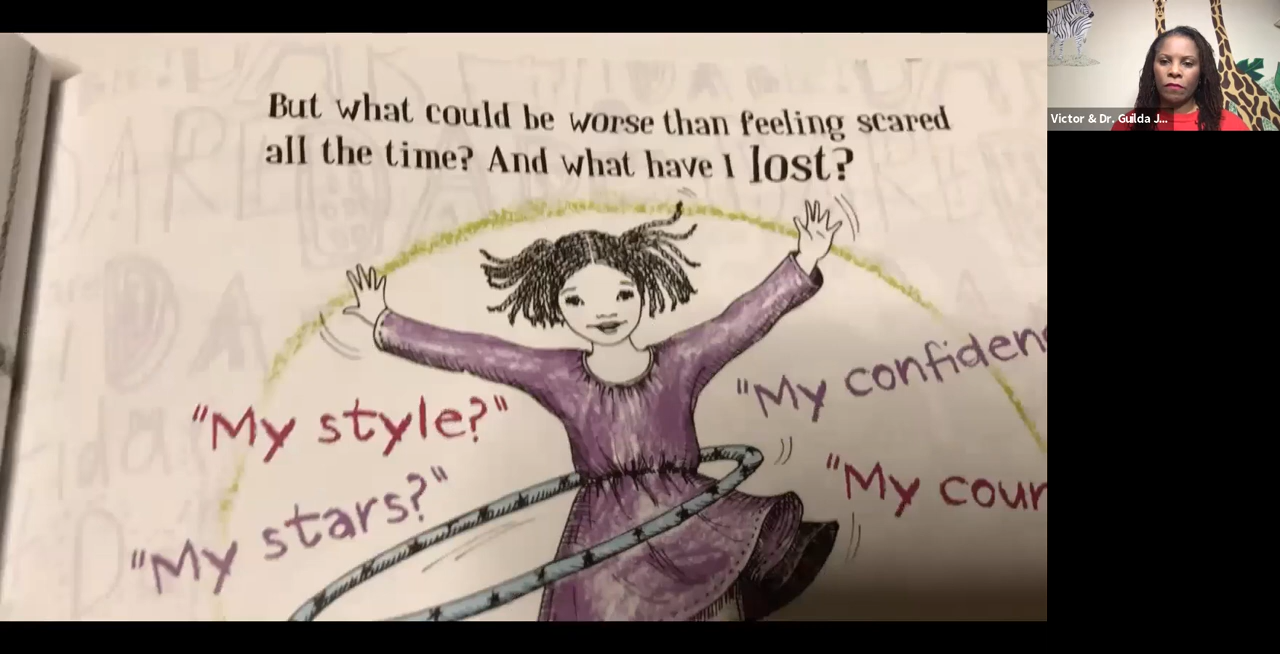 But what could be worse than feeling scared
all the time? And what have I lost?
"My style?"
"My confiden
"My stars?"
"My cour
Victor & Dr. Guilda J...